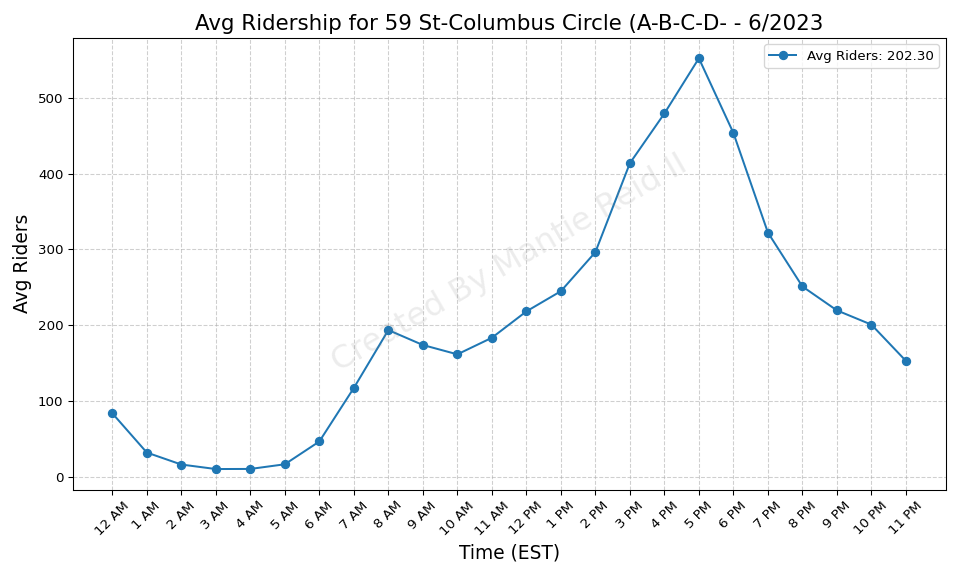 Avg Ridership for 59 St-Columbus Circle (A-B-C-D- - 6/2023
Avg Riders: 202.30
Avg Riders
500
400
300
200
100
0
Created By Mantle Reid II
12 AM
1 AM
2 AM
3 AM
4 AM
5 AM
6 AM
7 AM
8 AM
9 AM
10 AM
11 AM
12 PM
1 PM
2 PM
3 PM
4 PM
5 PM
6 PM
7 PM
8 PM
9 PM
10 PM
11 PM
Time (EST)